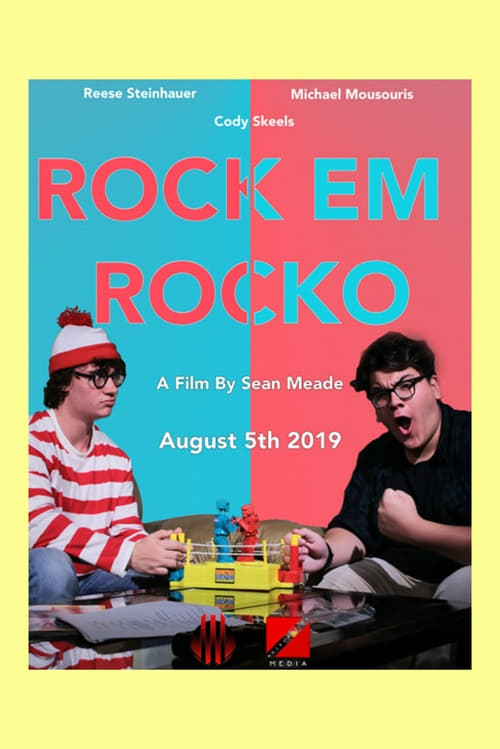 Reese Steinhauer
Michael Mousouris
Cody Skeels
ROCK EM
ROCKO
A Film By Sean Meade
August 5th 2019
MEDIA